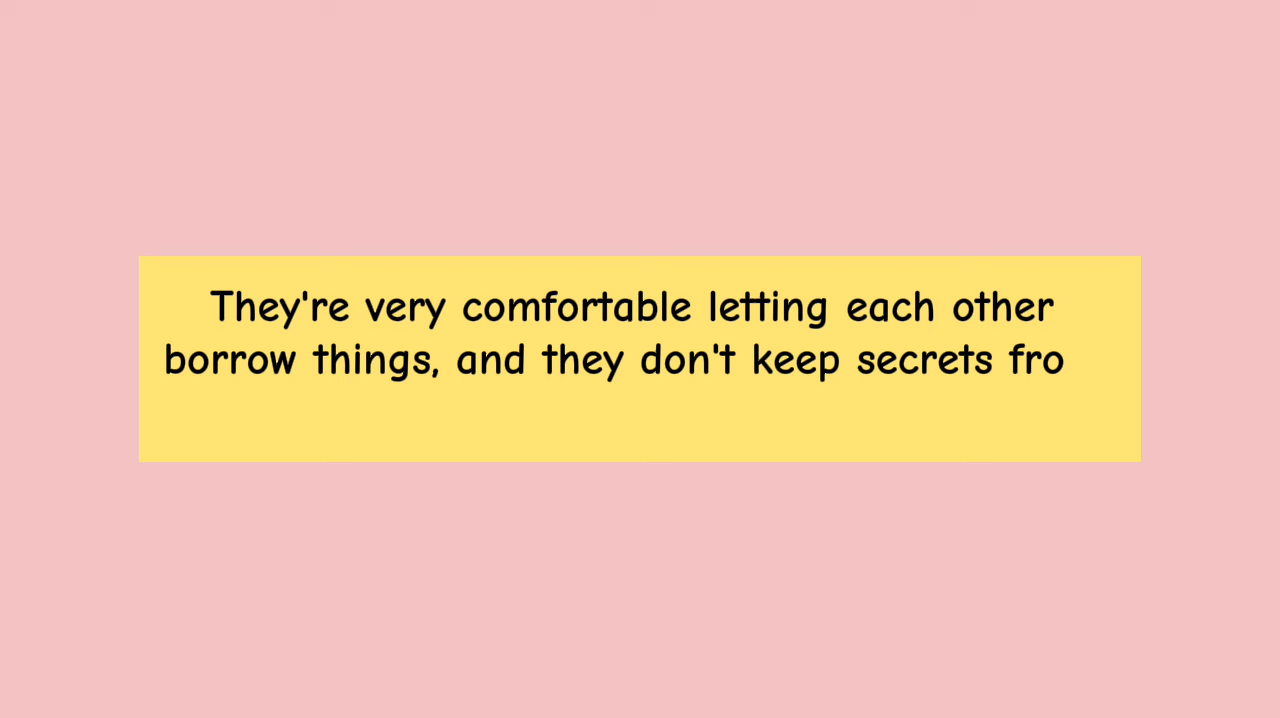 They're very comfortable letting each other
borrow things, and they don't keep secrets fro